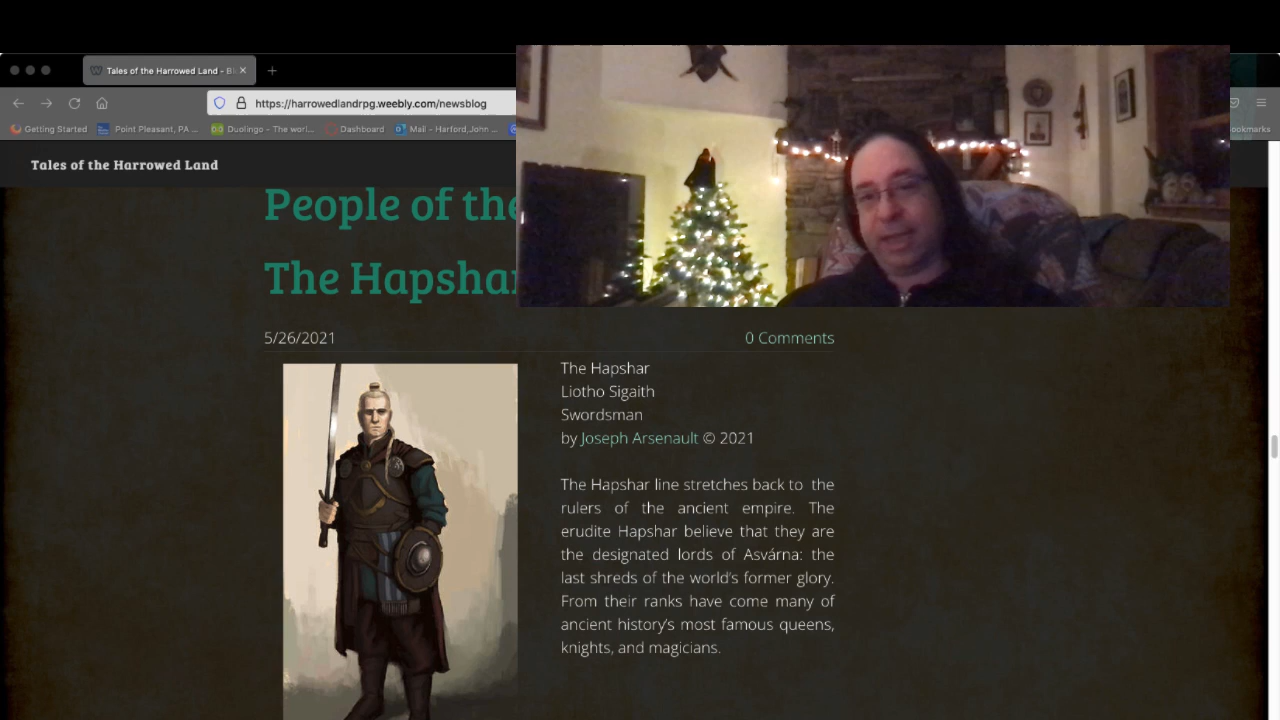 Tales of the Harrowed Land - Bl
https://harrowedlandrpg.weebly.com/newsblog
Getting Started
Point Pleasant, PA ...
Duolingo - The worl...
Dashboard
Mail - Harford,John ...
ookmarks
Tales of the Harrowed Land
People of the
The Hapshar
5/26/2021
0 Comments
The Hapshar
Liotho Sigaith
Swordsman
by Joseph Arsenault © 2021
The Hapshar line stretches back to the
rulers of the ancient empire. The
erudite Hapshar believe that they are
the designated lords of Asvárna: the
last shreds of the world's former glory.
From their ranks have come many of
ancient history's most famous queens,
knights, and magicians.